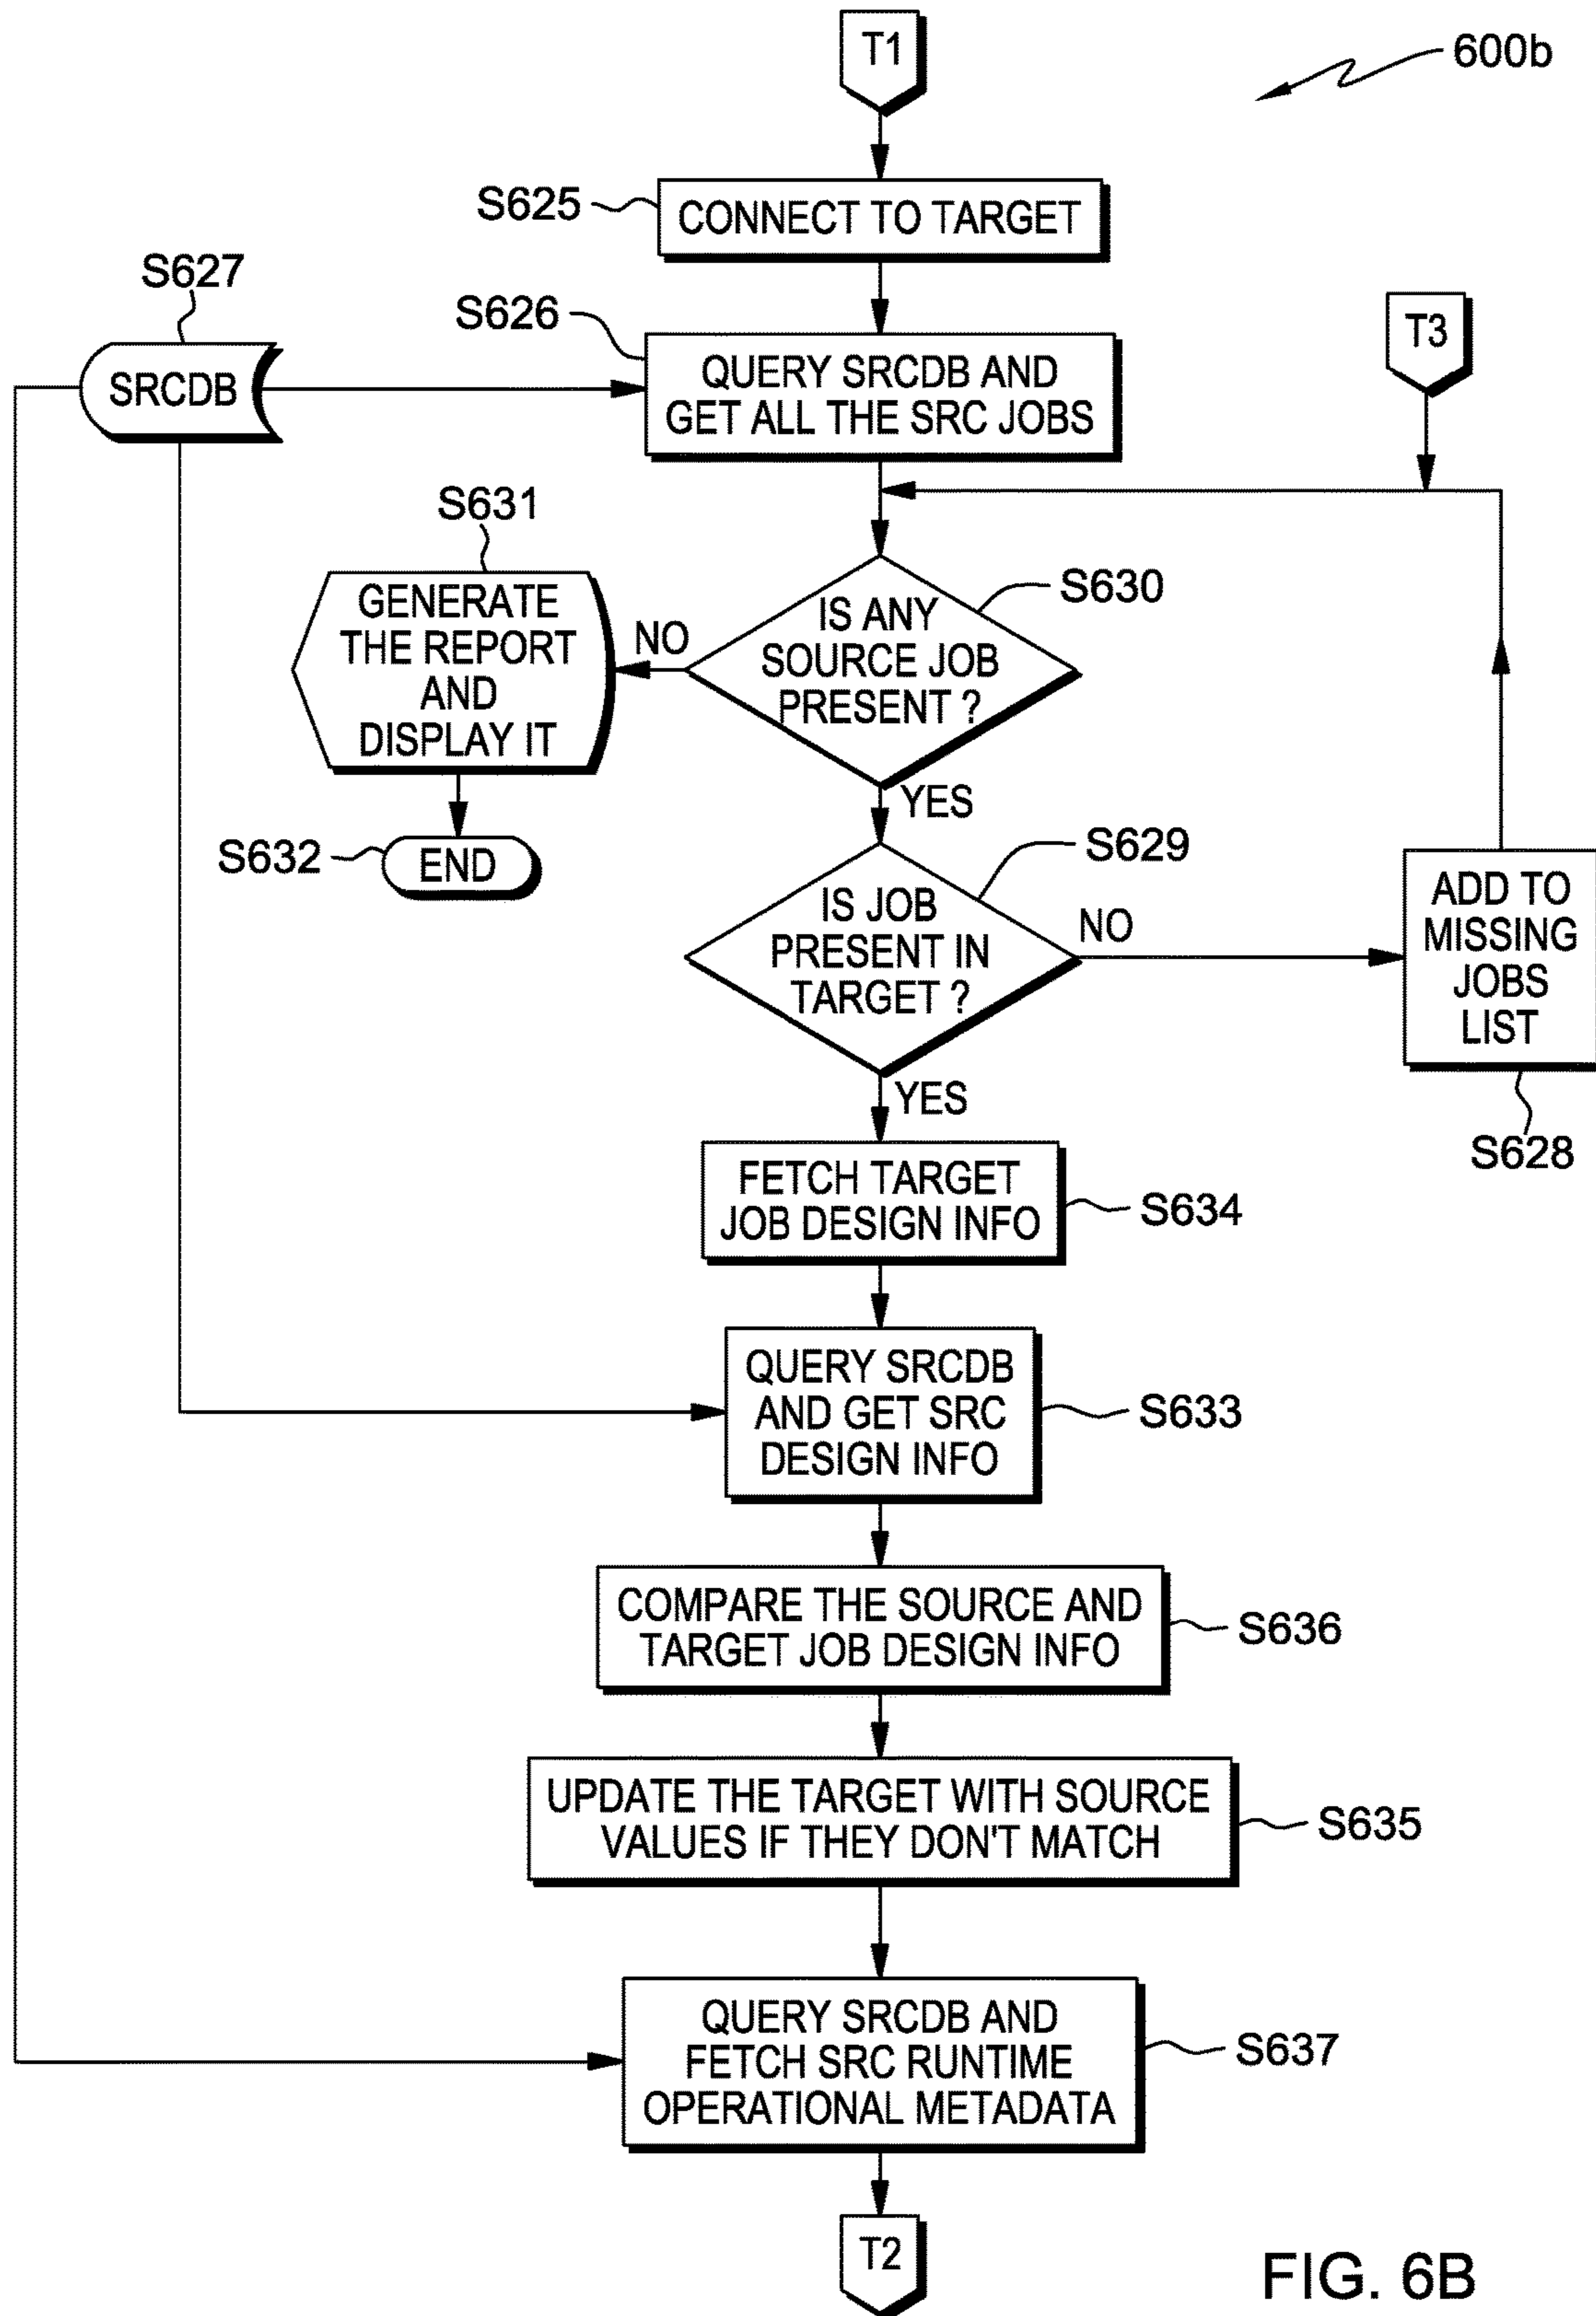 T1
600b
S625
CONNECT TO TARGET
S627
S626
SRCDB
QUERY SRCDB AND
GET ALL THE SRC JOBS
T3
S631
GENERATE
THE REPORT
AND
DISPLAY IT
NO
IS ANY
SOURCE JOB
PRESENT ?
S630
YES
S632
END
IS JOB
PRESENT IN
TARGET ?
S629
NO
ADD TO
MISSING
JOBS
LIST
S628
YES
FETCH TARGET
JOB DESIGN INFO
S634
QUERY SRCDB
AND GET SRC
DESIGN INFO
S633
COMPARE THE SOURCE AND
TARGET JOB DESIGN INFO
S636
UPDATE THE TARGET WITH SOURCE
VALUES IF THEY DON'T MATCH
S635
QUERY SRCDB AND
FETCH SRC RUNTIME
OPERATIONAL METADATA
S637
T2
FIG. 6B